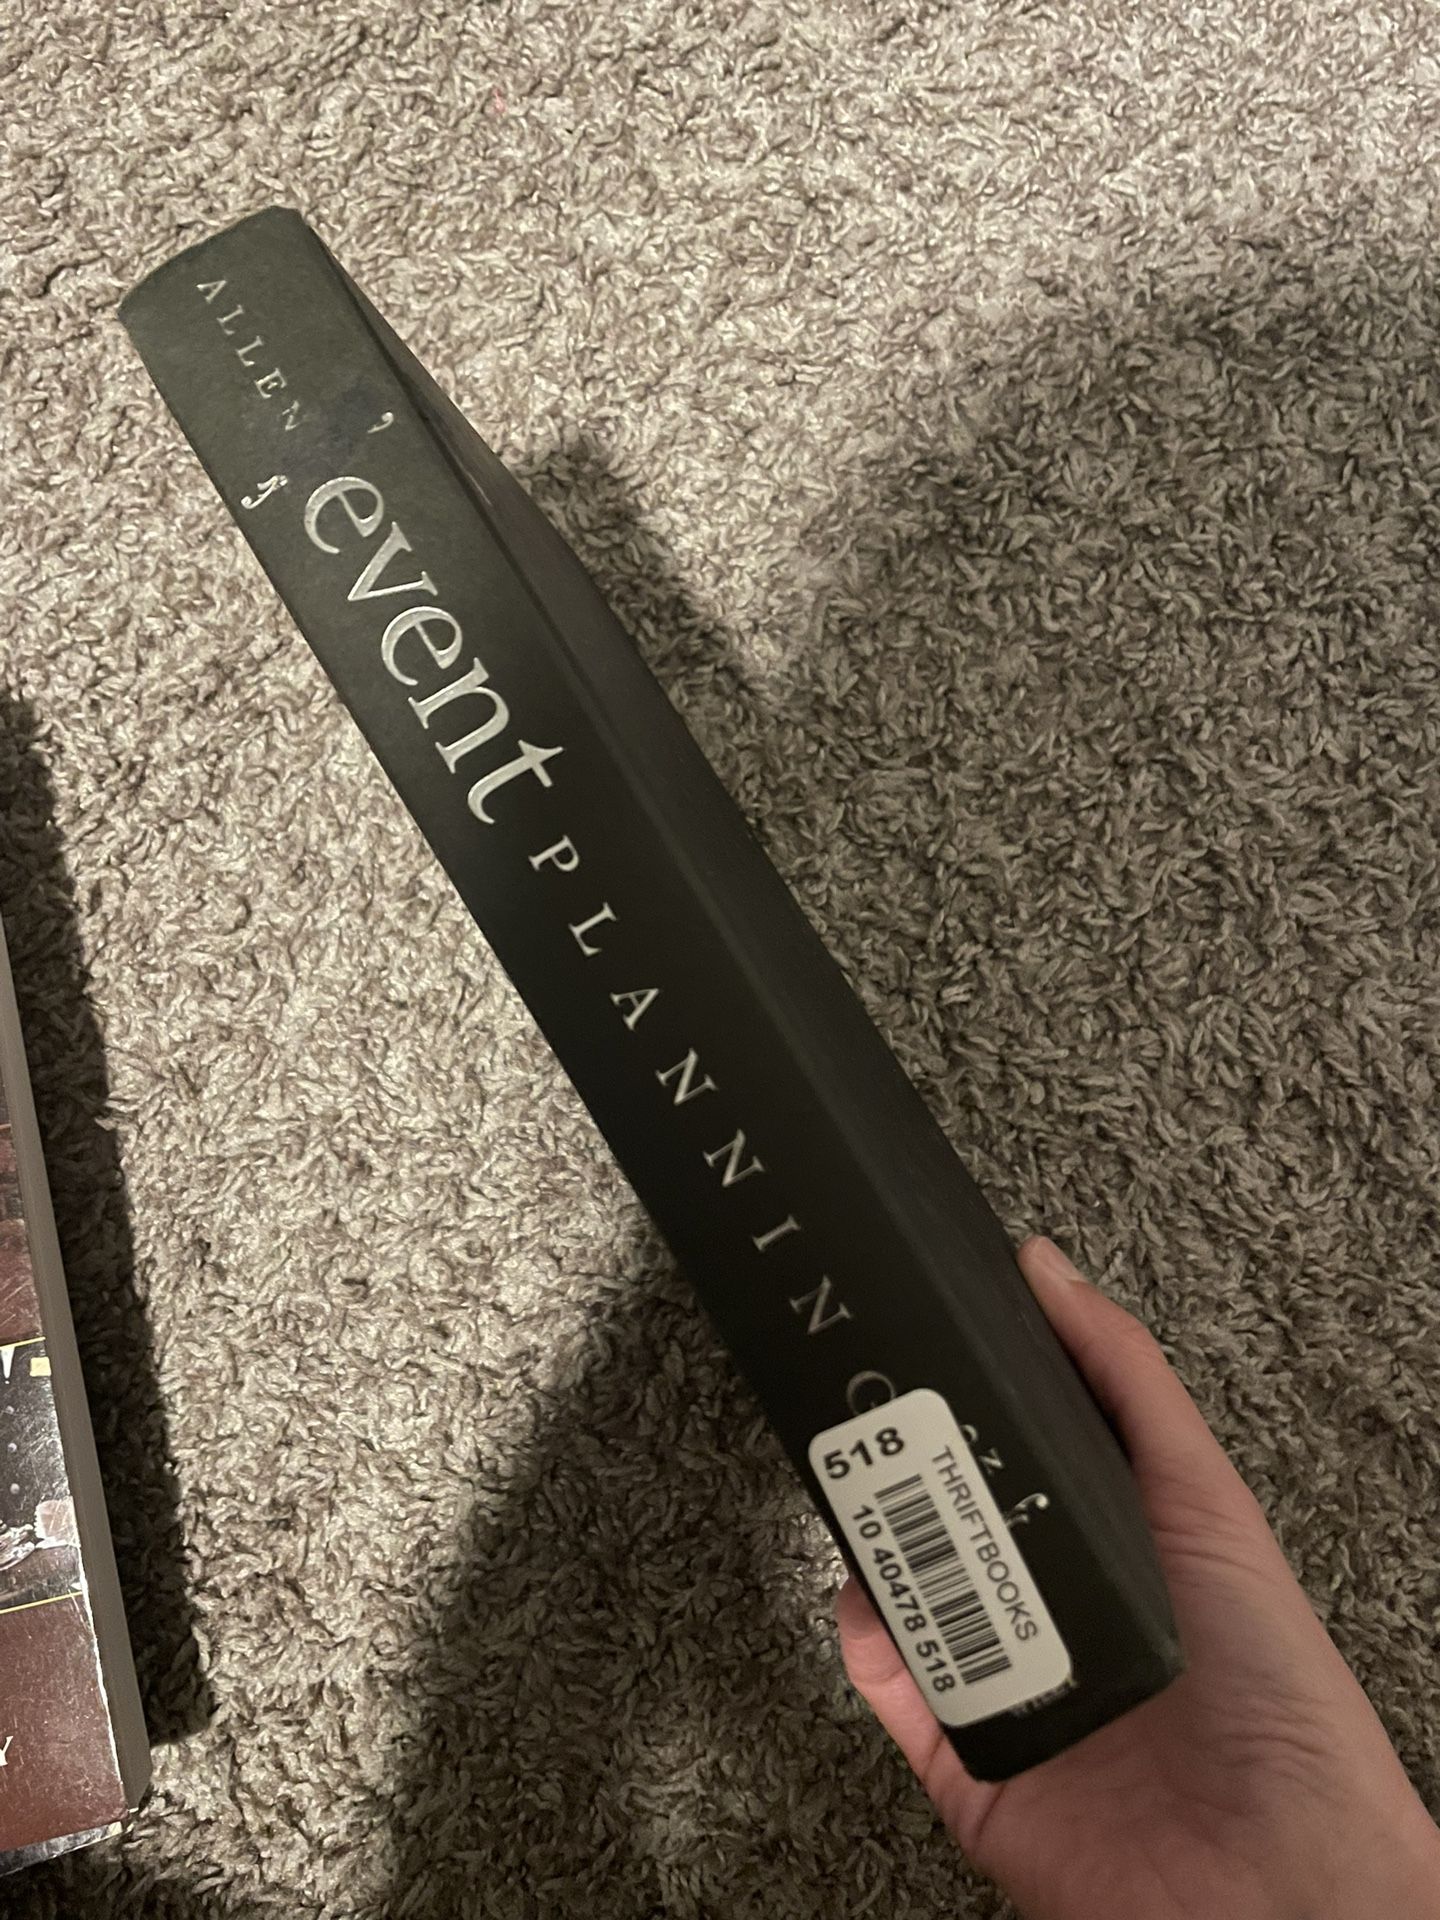 ALLEN
event PLANNING
518
THRIFTBOOKS
10 40478 518
Y